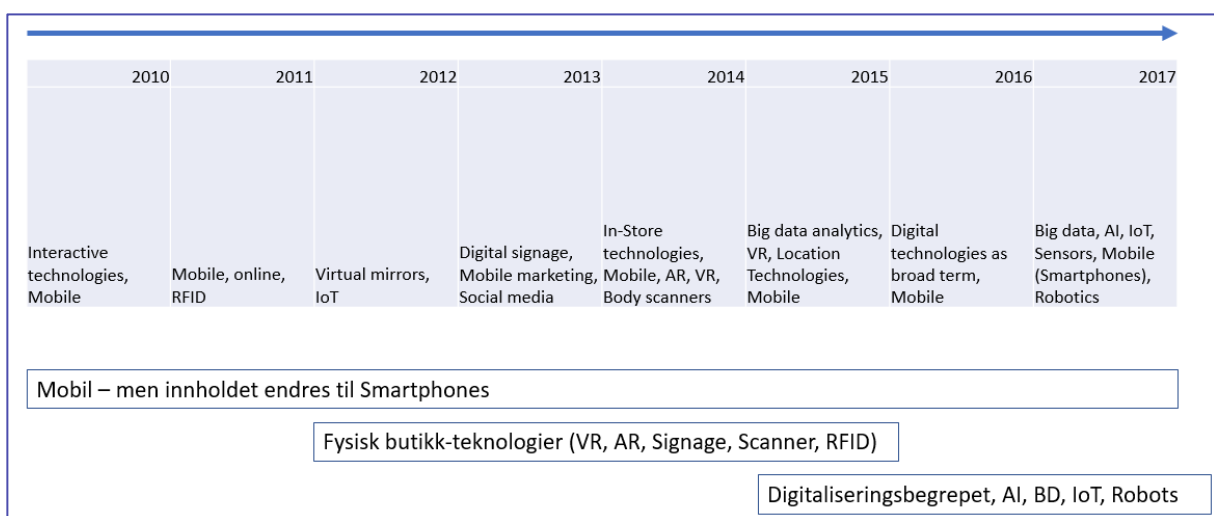 2010 2011 2012 2013 2014 2015 2016 2017
Interactive
technologies,
Mobile
Mobile, online,
RFID
Virtual mirrors,
IoT
Digital signage,
Mobile marketing,
Social media
In-Store
technologies,
Mobile, AR, VR,
Body scanners
Big data analytics,
VR, Location
Technologies,
Mobile
Digital
technologies as
broad term,
Mobile
Big data, AI, IoT,
Sensors, Mobile
(Smartphones),
Robotics
Mobil – men innholdet endres til Smartphones
Fysisk butikk-teknologier (VR, AR, Signage, Scanner, RFID)
Digitaliseringsbegrepet, AI, BD, IoT, Robots